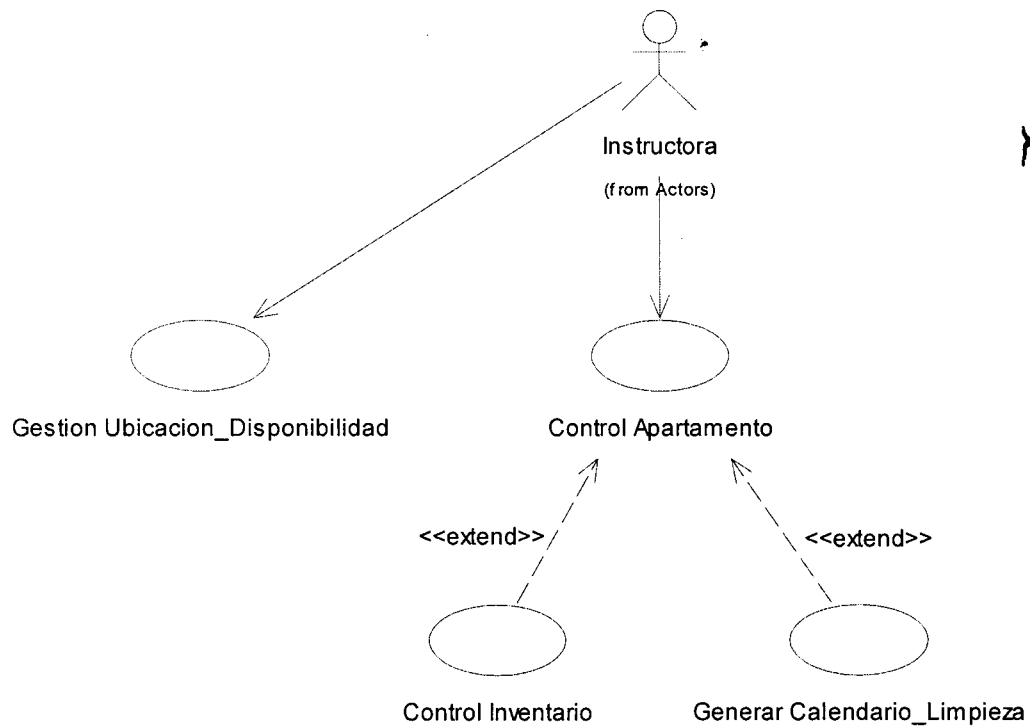 Instructora
(from Actors)
Gestion Ubicacion_Disponibilidad
Control Apartamento
<<extend>>
<<extend>>
Control Inventario
Generar Calendario_Limpieza